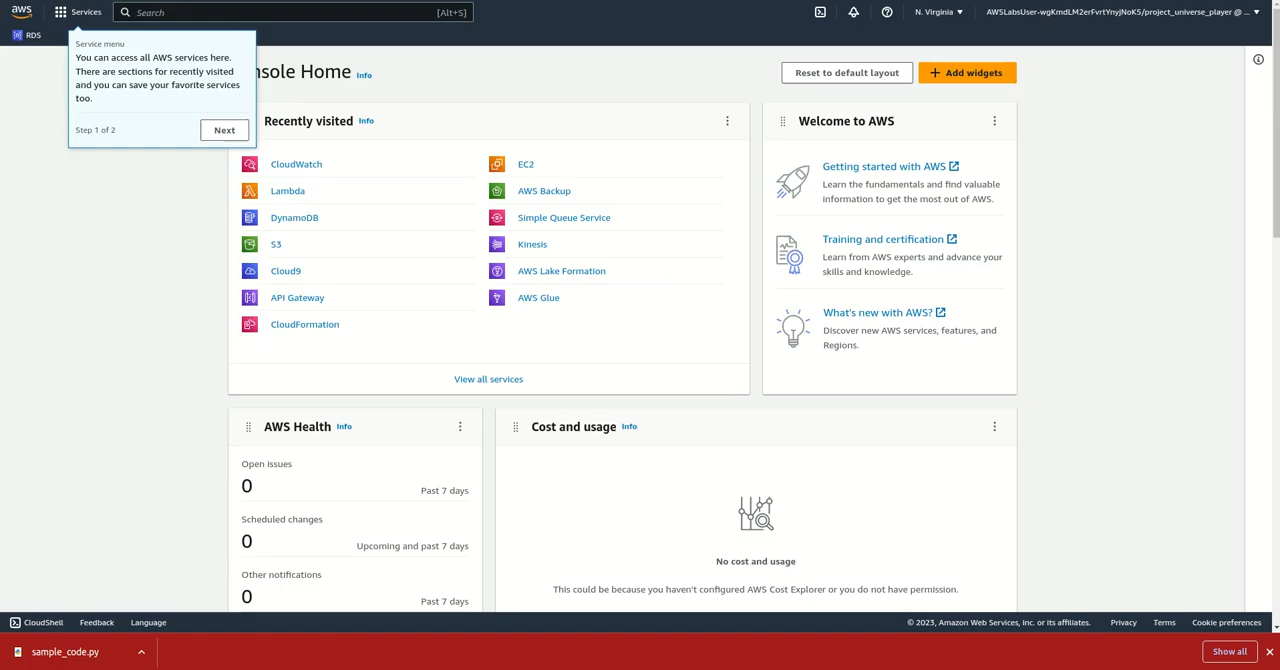 aws
Services
Search
[Alt+S]
N. Virginia
AWSLabsUser-wgKmdLM2erFvrtYnyjNoK5/project_universe_player @ ...
RDS
Service menu
You can access all AWS services here.
There are sections for recently visited
and you can save your favorite services
too.
Step 1 of 2
Next
nsole Home
Info
Reset to default layout
Add widgets
Recently visited
Info
CloudWatch
Lambda
DynamoDB
S3
Cloud9
API Gateway
CloudFormation
EC2
AWS Backup
Simple Queue Service
Kinesis
AWS Lake Formation
AWS Glue
View all services
Welcome to AWS
Getting started with AWS
Learn the fundamentals and find valuable
information to get the most out of AWS.
Training and certification
Learn from AWS experts and advance your
skills and knowledge.
What's new with AWS?
Discover new AWS services, features, and
Regions.
AWS Health
Info
Open issues
0
Past 7 days
Scheduled changes
0
Upcoming and past 7 days
Other notifications
0
Past 7 days
Cost and usage
Info
No cost and usage
This could be because you haven't configured AWS Cost Explorer or you do not have permission.
CloudShell
Feedback
Language
© 2023, Amazon Web Services, Inc. or its affiliates.
Privacy
Terms
Cookie preferences
sample_code.py
Show all